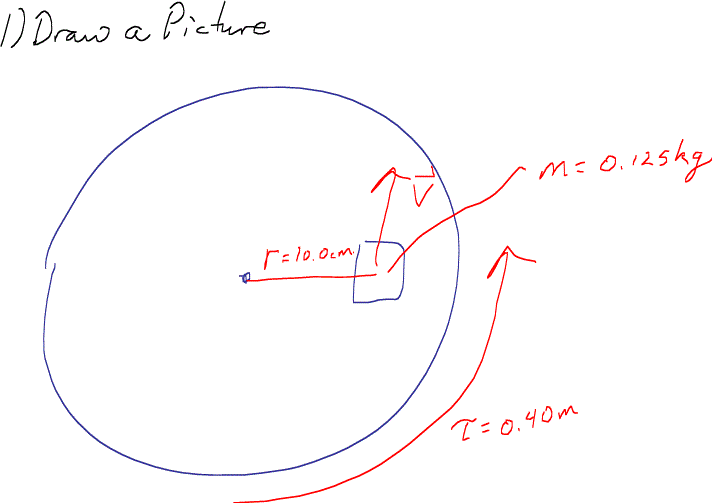 1) Draw a Picture
m = 0.125kg
V
r = 10.0cm.
T = 0.40m